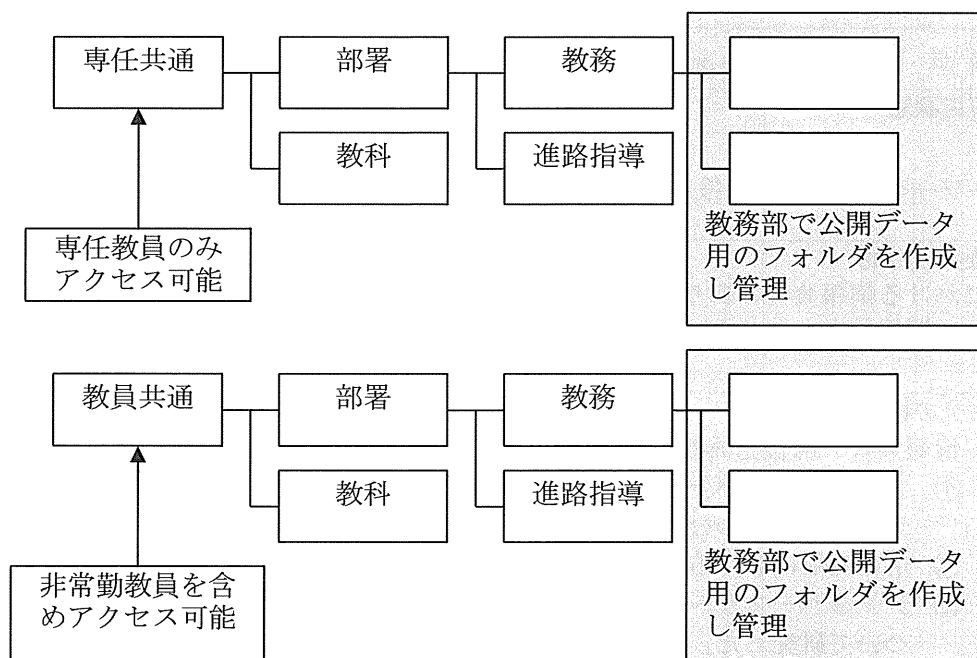 専任共通
部署
教務
教科
進路指導
専任教員のみ
アクセス可能
教務部で公開データ
用のフォルダを作成
し管理
教員共通
部署
教務
教科
進路指導
非常勤教員を含
めアクセス可能
教務部で公開データ
用のフォルダを作成
し管理